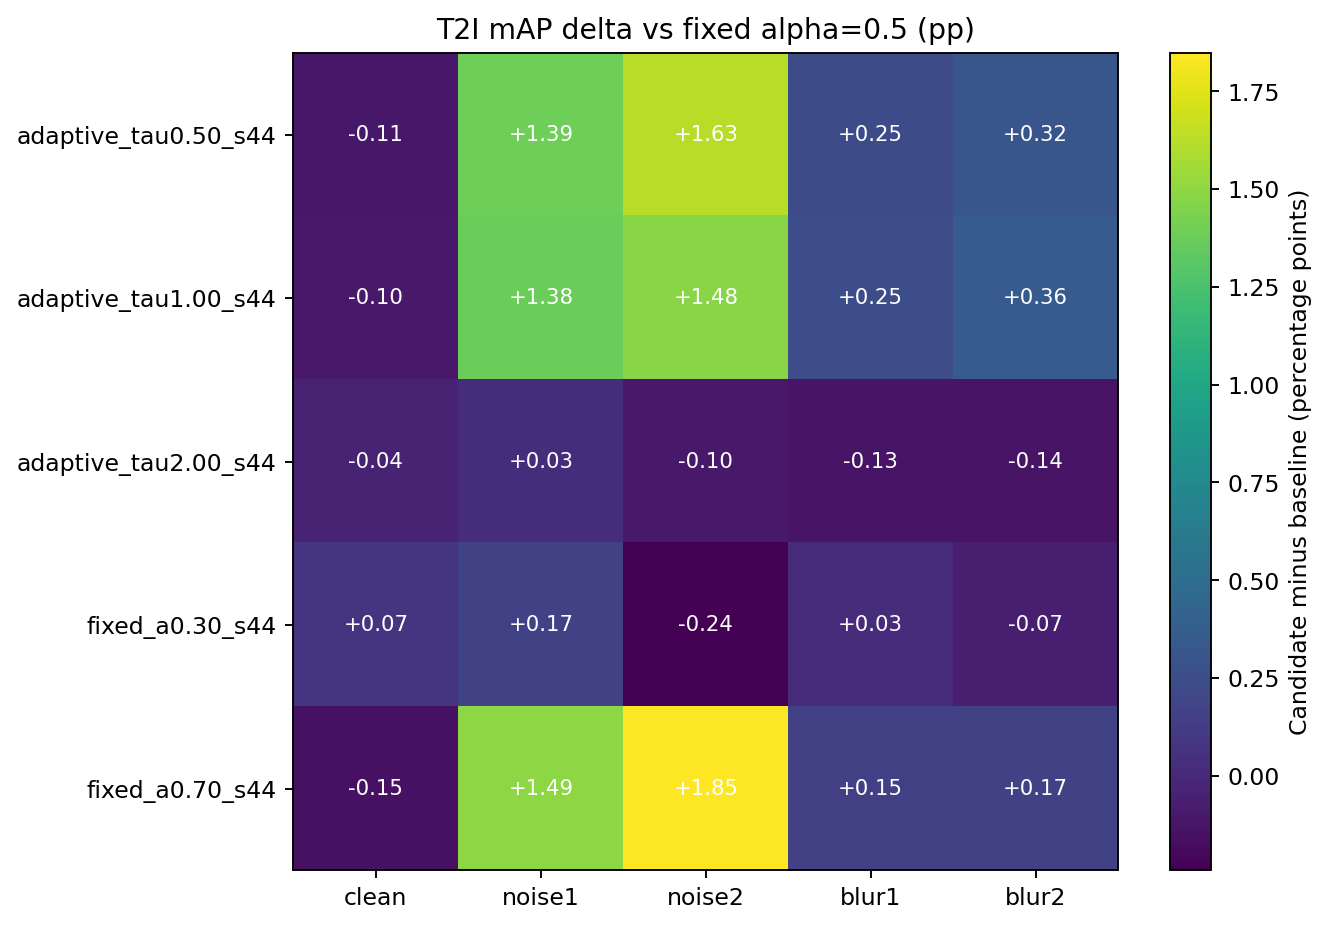 T2I mAP delta vs fixed alpha=0.5 (pp)
adaptive_tau0.50_s44 -0.11 +1.39 +1.63 +0.25 +0.32
adaptive_tau1.00_s44 -0.10 +1.38 +1.48 +0.25 +0.36
adaptive_tau2.00_s44 -0.04 +0.03 -0.10 -0.13 -0.14
fixed_a0.30_s44 +0.07 +0.17 -0.24 +0.03 -0.07
fixed_a0.70_s44 -0.15 +1.49 +1.85 +0.15 +0.17
clean noise1 noise2 blur1 blur2
1.75
1.50
1.25
1.00
0.75
0.50
0.25
0.00
Candidate minus baseline (percentage points)